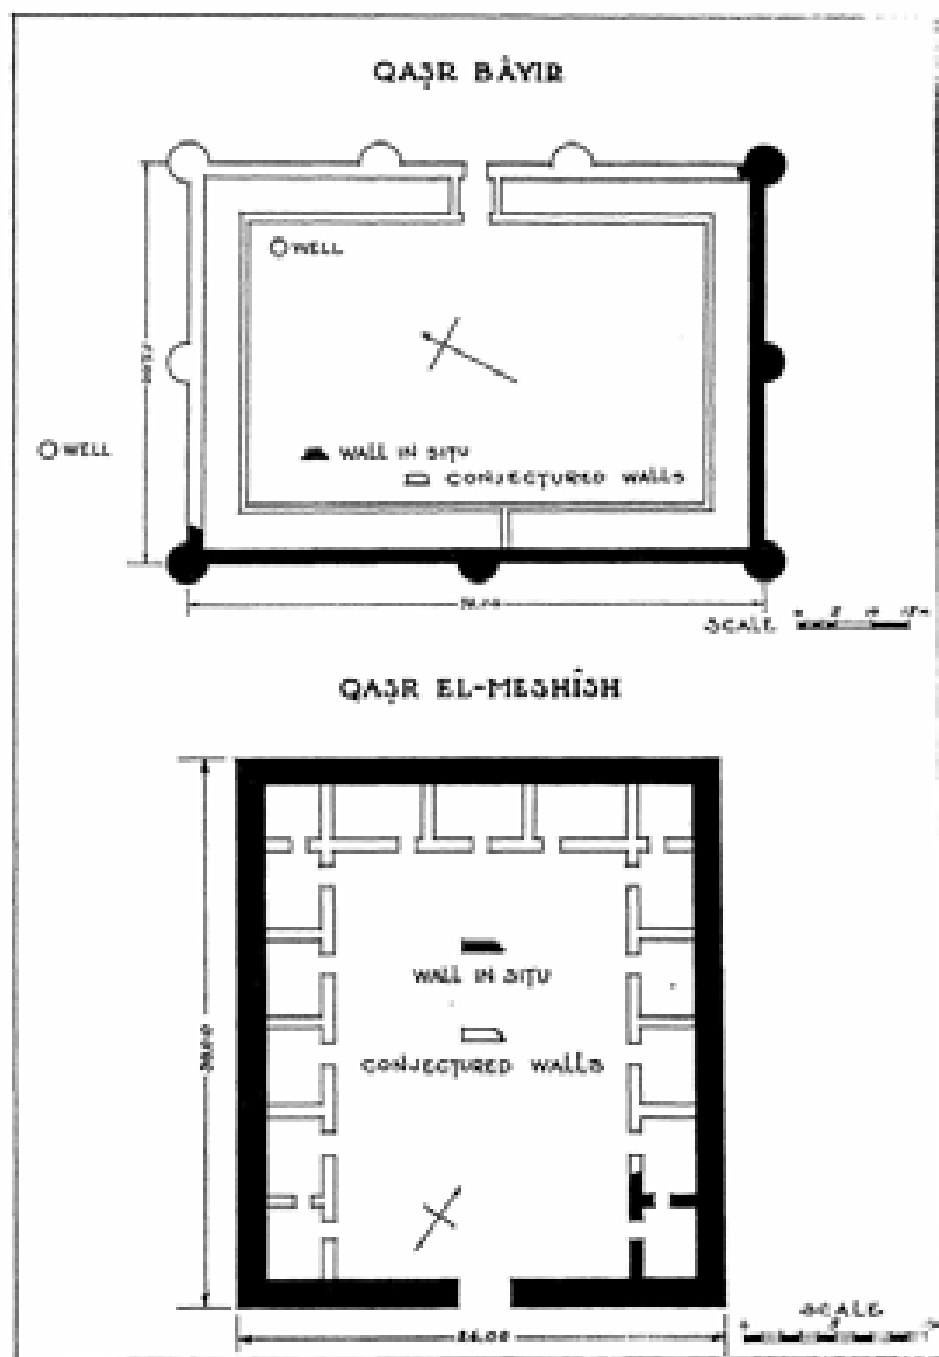 QAṢR BÂYIR
WELL
WELL
WALL IN SITU
CONJECTURED WALLS
SCALE
QAṢR EL-MESHÎSH
WALL IN SITU
CONJECTURED WALLS
SCALE